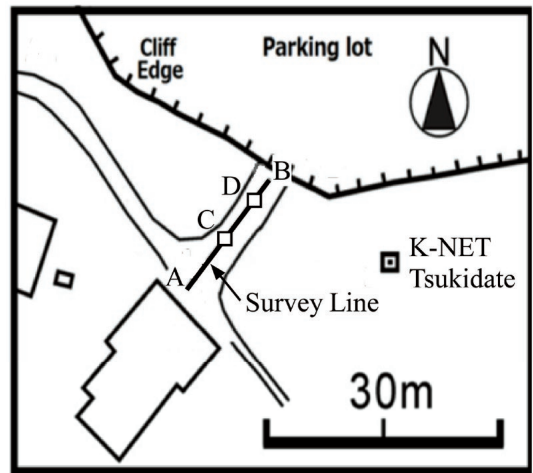 Cliff
Edge
Parking lot
N
B
D
C
A
K-NET
Tsukidate
Survey Line
30m